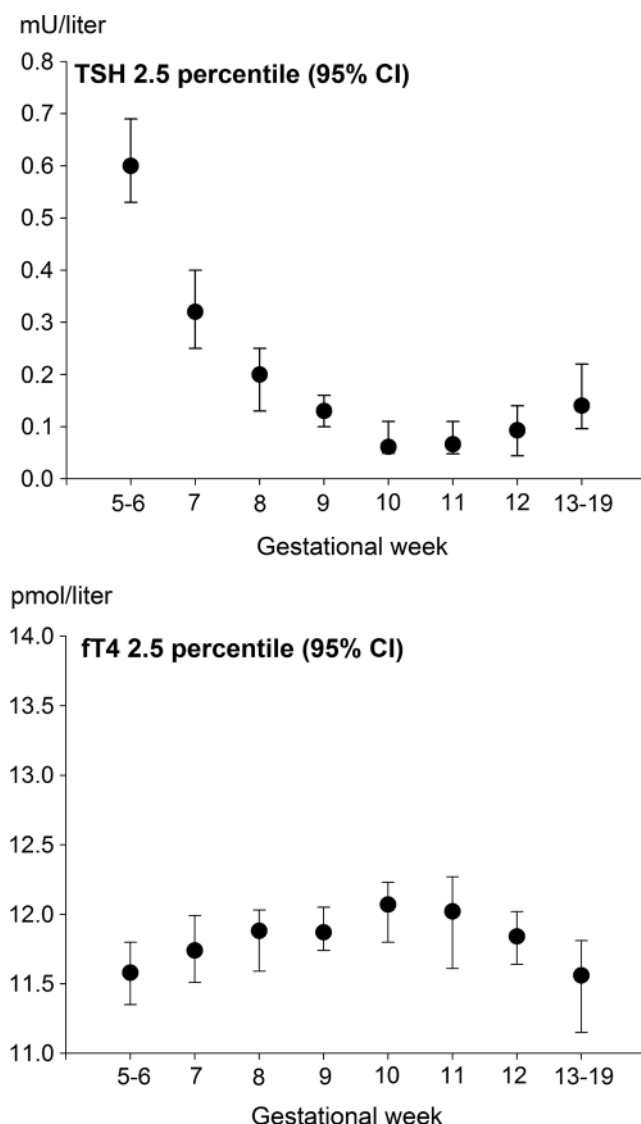 mU/liter
TSH 2.5 percentile (95% CI)
0.8
0.7
0.6
0.5
0.4
0.3
0.2
0.1
0.0
5-6 7 8 9 10 11 12 13-19
Gestational week
pmol/liter
fT4 2.5 percentile (95% CI)
14.0
13.5
13.0
12.5
12.0
11.5
11.0
5-6 7 8 9 10 11 12 13-19
Gestational week